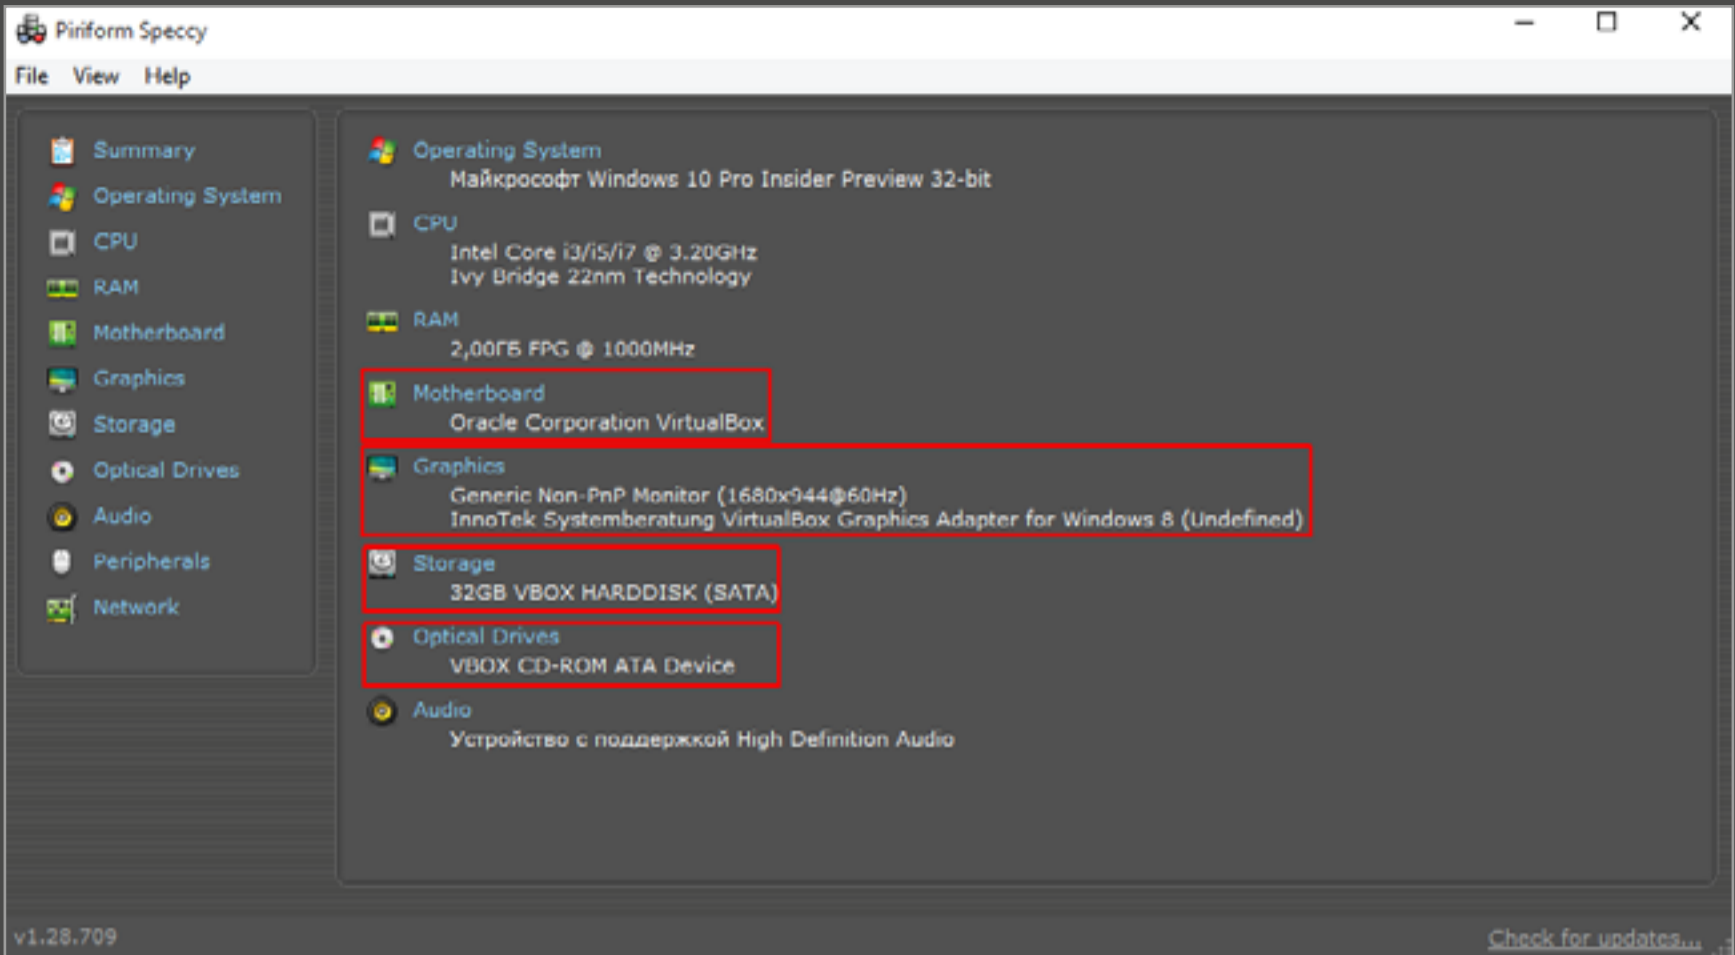 Piriform Speccy
File View Help
Summary
Operating System
CPU
RAM
Motherboard
Graphics
Storage
Optical Drives
Audio
Peripherals
Network
Operating System
Майкрософт Windows 10 Pro Insider Preview 32-bit
CPU
Intel Core i3/i5/i7 @ 3.20GHz
Ivy Bridge 22nm Technology
RAM
2,00ГБ FPG @ 1000MHz
Motherboard
Oracle Corporation VirtualBox
Graphics
Generic Non-PnP Monitor (1680x944@60Hz)
InnoTek Systemberatung VirtualBox Graphics Adapter for Windows 8 (Undefined)
Storage
32GB VBOX HARDDISK (SATA)
Optical Drives
VBOX CD-ROM ATA Device
Audio
Устройство с поддержкой High Definition Audio
v1.28.709
Check for updates...